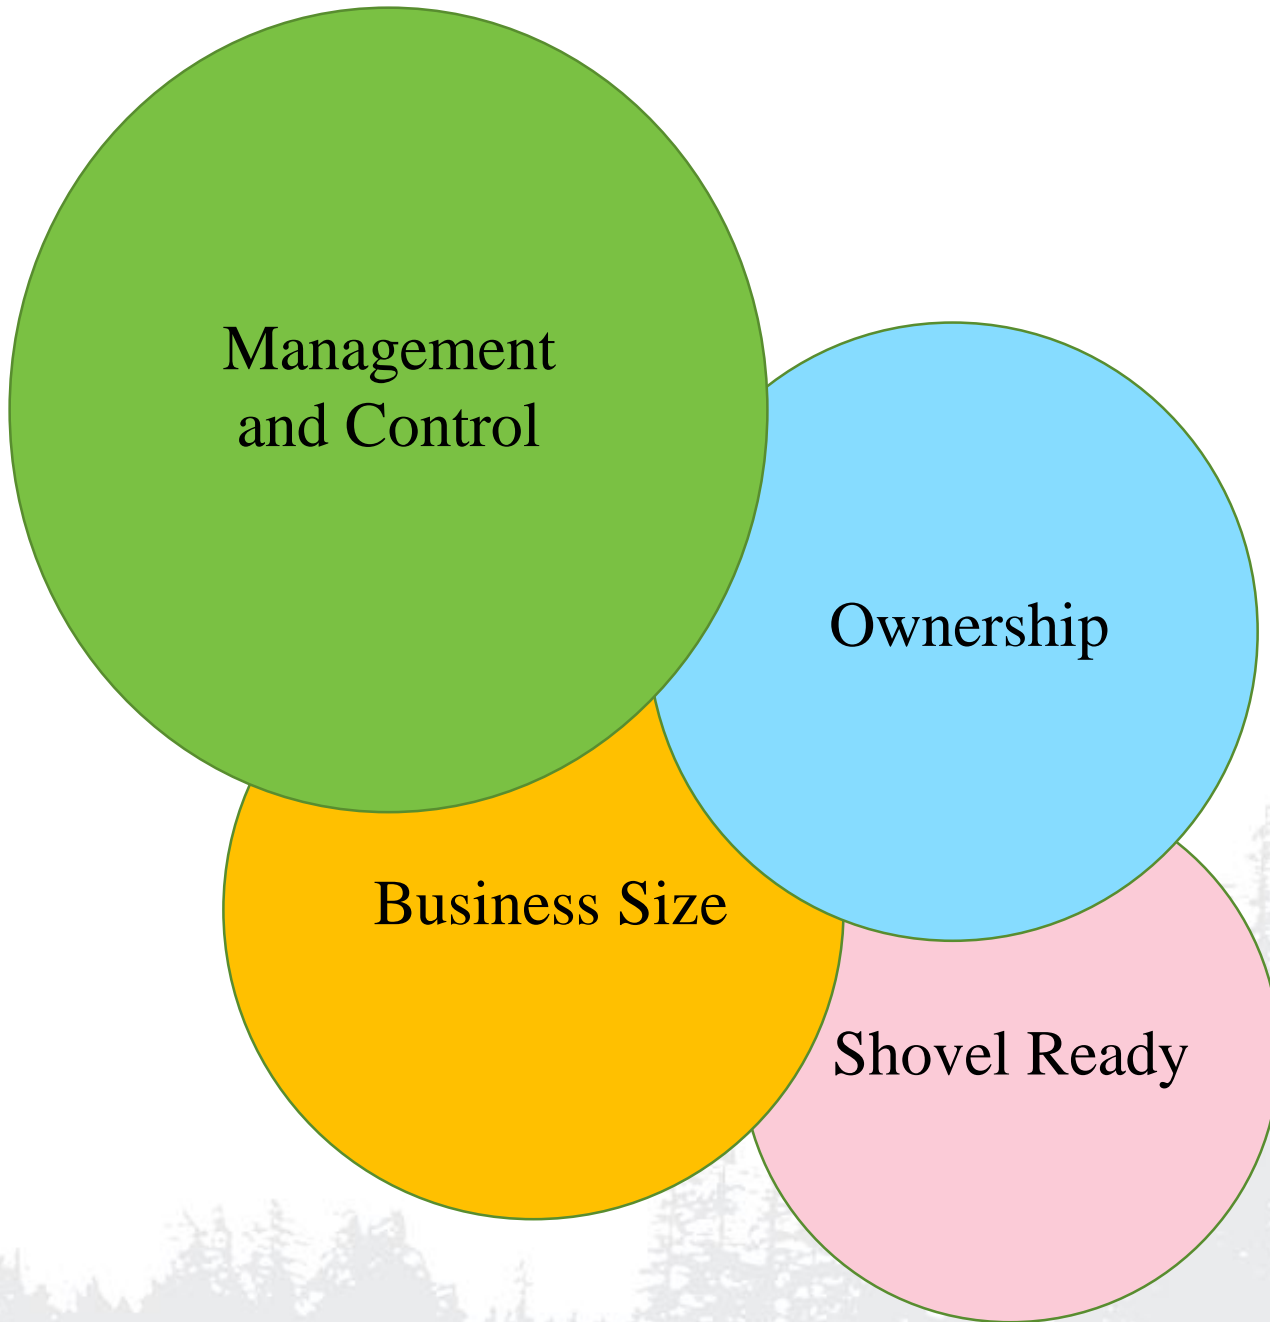 Management
and Control
Ownership
Business Size
Shovel Ready